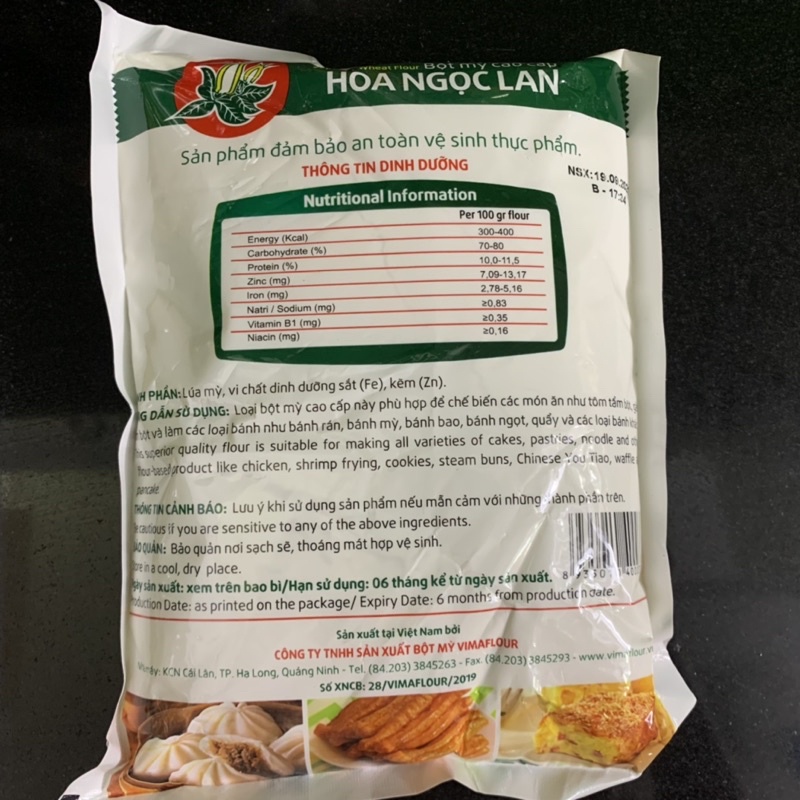 Wheat Flour Bột mỳ cao cấp
HOA NGỌC LAN
Sản phẩm đảm bảo an toàn vệ sinh thực phẩm.
THÔNG TIN DINH DƯỠNG
NSX: 19.09.
B - 17:
Nutritional Information
Per 100 gr flour
Energy (Kcal) 300-400
Carbohydrate (%) 70-80
Protein (%) 10,0-11,5
Zinc (mg) 7,09-13,17
Iron (mg) 2,78-5,16
Natri / Sodium (mg) ≥0,83
Vitamin B1 (mg) ≥0,35
Niacin (mg) ≥0,16
PHẦN: Lúa mỳ, vi chất dinh dưỡng sắt (Fe), kẽm (Zn).
DẪN SỬ DỤNG: Loại bột mỳ cao cấp này phù hợp để chế biến các món ăn như tôm tẩm
bột và làm các loại bánh như bánh rán, bánh mỳ, bánh bao, bánh ngọt, quẩy và các loại bánh
superior quality flour is suitable for making all varieties of cakes, pastries, noodle and
flour-based product like chicken, shrimp frying, cookies, steam buns, Chinese You Tiao, waffle
pancake
THÔNG TIN CẢNH BÁO: Lưu ý khi sử dụng sản phẩm nếu mẫn cảm với những thành phần trên.
cautious if you are sensitive to any of the above ingredients.
QUẢN: Bảo quản nơi sạch sẽ, thoáng mát hợp vệ sinh.
in a cool, dry place.
sản xuất: xem trên bao bì/Hạn sử dụng: 06 tháng kể từ ngày sản xuất.
Date: as printed on the package/ Expiry Date: 6 months from production date.
Sản xuất tại Việt Nam bởi
CÔNG TY TNHH SẢN XUẤT BỘT MỲ VIMAFLOUR
KCN Cái Lân, TP. Hạ Long, Quảng Ninh - Tel. (84.203) 3845263 - Fax. (84.203) 3845293 - www.vimaflour.v
Số XNCB: 28/VIMAFLOUR/2019